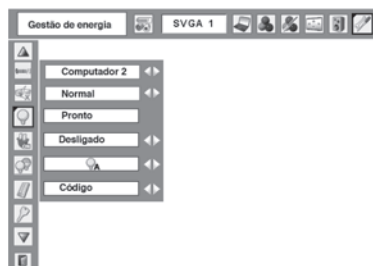 Gestão de energia
SVGA 1
Computador 2
Normal
Pronto
Desligado
A
Código